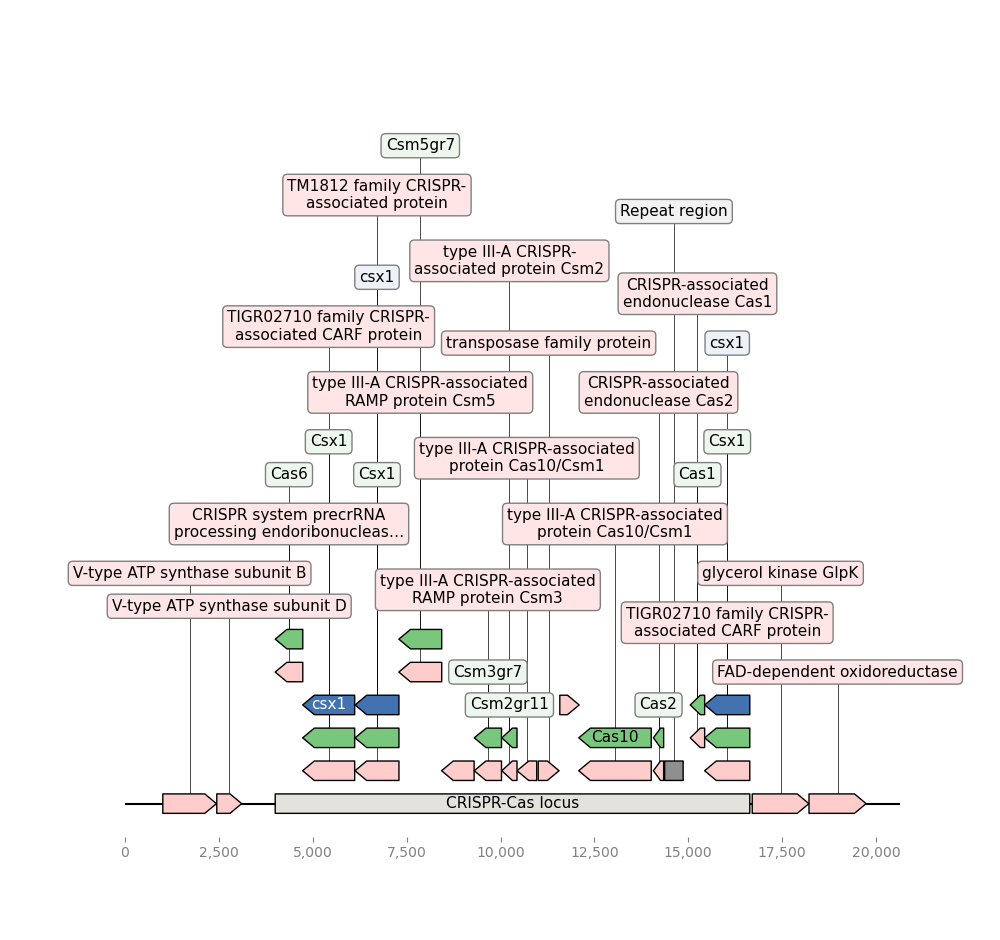 Csm5gr7
TM1812 family CRISPR-
associated protein
Repeat region
type III-A CRISPR-
associated protein Csm2
csx1
CRISPR-associated
endonuclease Cas1
TIGR02710 family CRISPR-
associated CARF protein
transposase family protein
csx1
type III-A CRISPR-associated
RAMP protein Csm5
CRISPR-associated
endonuclease Cas2
Csx1
Csx1
type III-A CRISPR-associated
protein Cas10/Csm1
Cas6
Csx1
Cas1
CRISPR system precrRNA
processing endoribonucleas…
type III-A CRISPR-associated
protein Cas10/Csm1
V-type ATP synthase subunit B
glycerol kinase GlpK
type III-A CRISPR-associated
RAMP protein Csm3
V-type ATP synthase subunit D
TIGR02710 family CRISPR-
associated CARF protein
Csm3gr7
FAD-dependent oxidoreductase
csx1
Csm2gr11
Cas2
Cas10
CRISPR-Cas locus
0
2,500
5,000
7,500
10,000
12,500
15,000
17,500
20,000